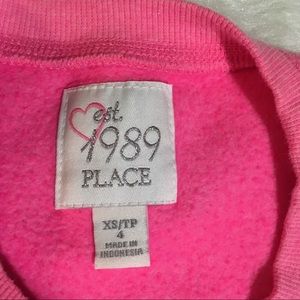 est.
1989
PLACE
XS/TP
4
MADE IN
INDONESIA